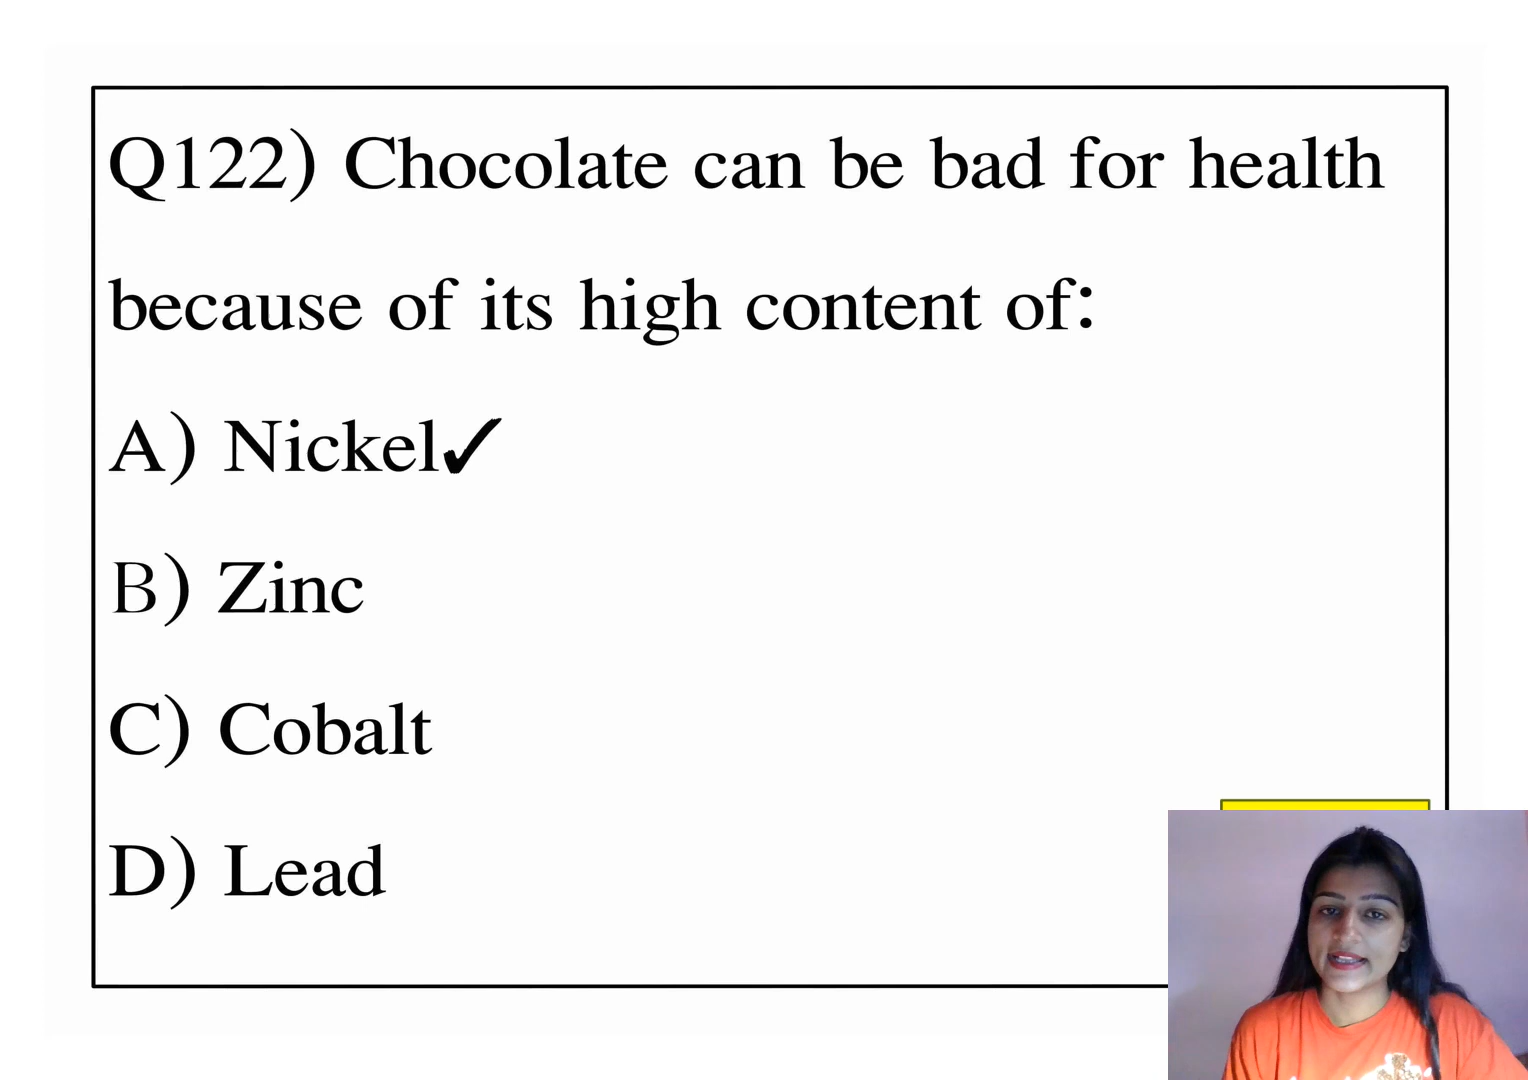 Q122) Chocolate can be bad for health
because of its high content of:
A) Nickel✓
B) Zinc
C) Cobalt
D) Lead